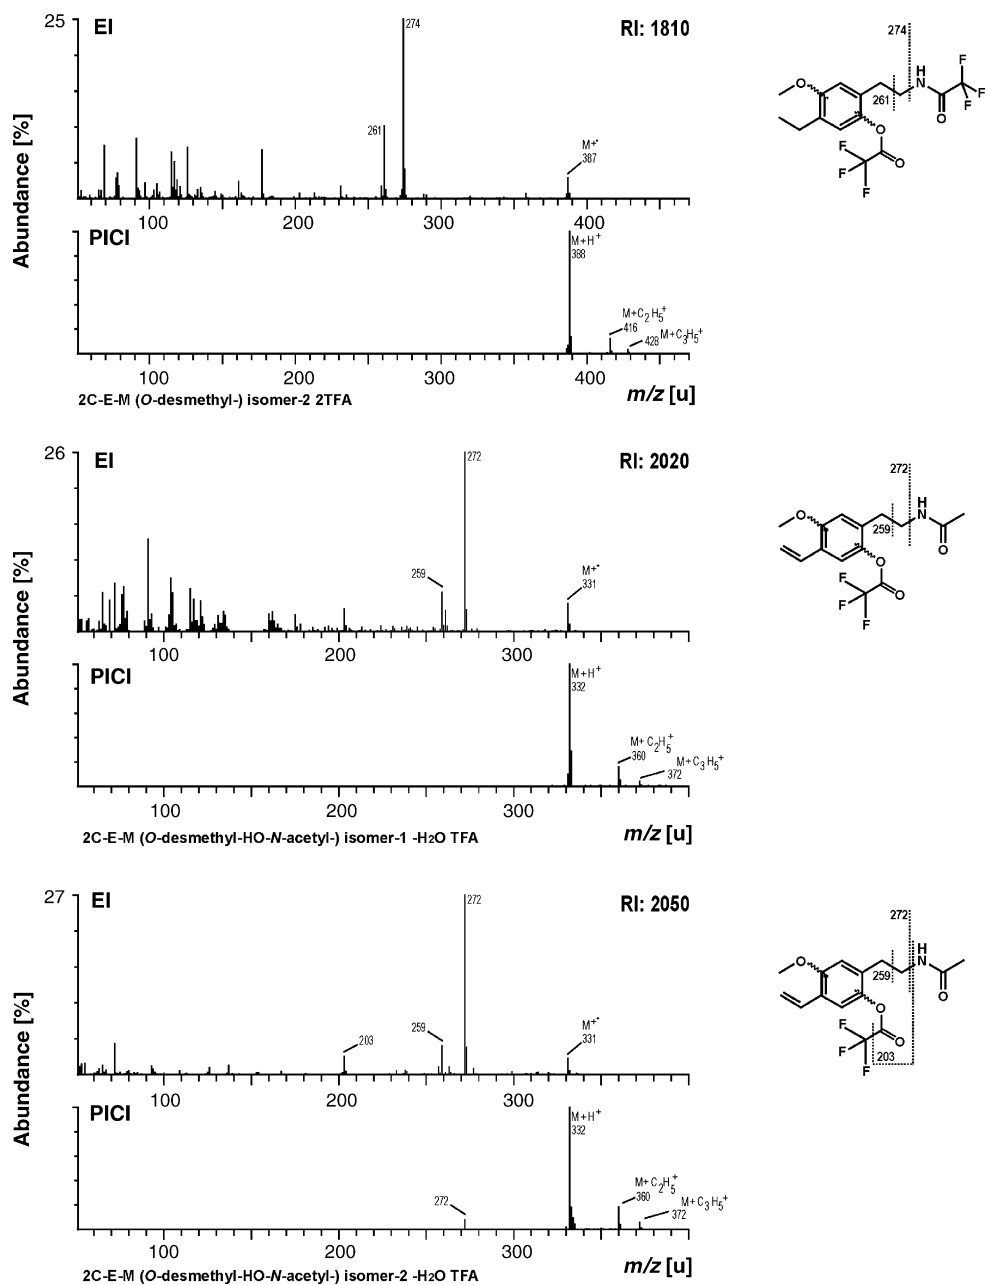 25
EI
RI: 1810
274
261
M+•
387
Abundance [%]
100
200
300
400
PICI
M+H+
388
M+C2H5+
416
428
M+C3H5+
100
200
300
400
2C-E-M (O-desmethyl-) isomer-2 2TFA
m/z [u]
274
261
O
H
N
O
F
F
F
O
O
F
F
F
26
EI
RI: 2020
272
259
M+•
331
Abundance [%]
100
200
300
PICI
M+H+
332
M+C2H5+
360
M+C3H5+
372
100
200
300
2C-E-M (O-desmethyl-HO-N-acetyl-) isomer-1 -H2O TFA
m/z [u]
272
259
O
H
N
O
O
O
F
F
F
27
EI
RI: 2050
272
259
203
M+•
331
Abundance [%]
100
200
300
PICI
M+H+
332
272
M+C2H5+
360
M+C3H5+
372
100
200
300
2C-E-M (O-desmethyl-HO-N-acetyl-) isomer-2 -H2O TFA
m/z [u]
272
259
O
H
N
O
O
O
F
F
F
203